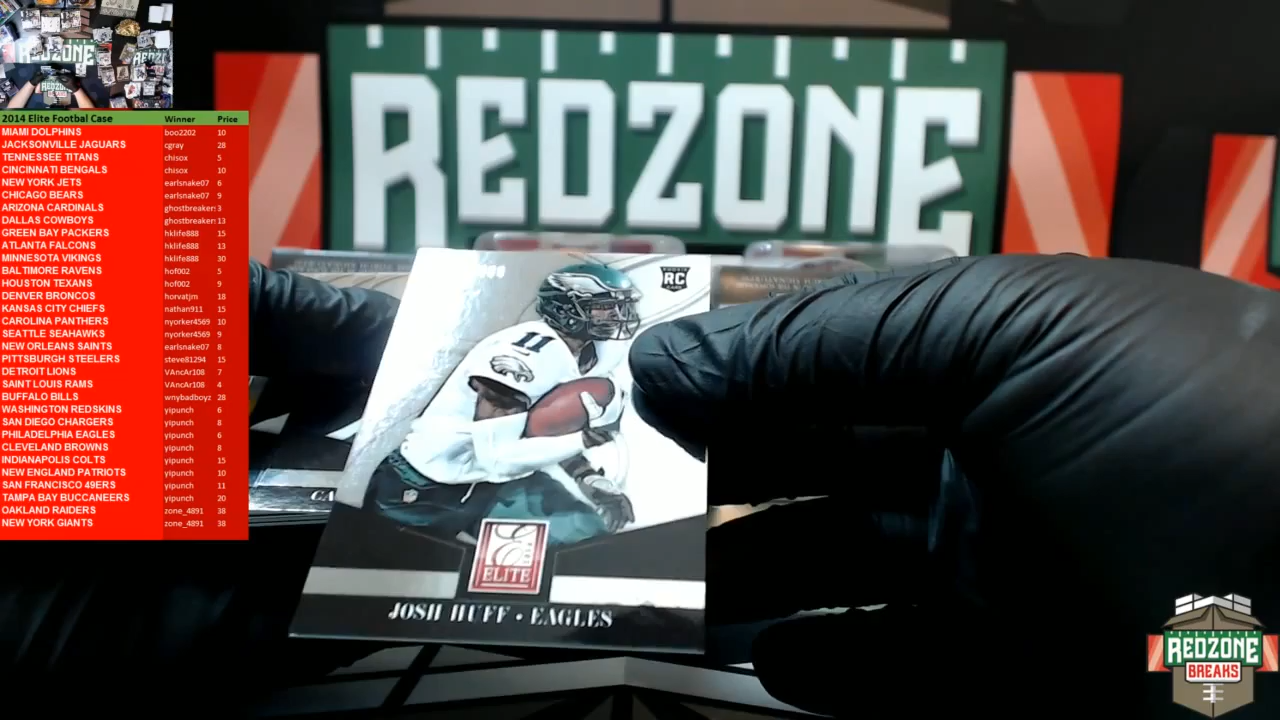 REDZONE
2014 Elite Footbal Case Winner Price
MIAMI DOLPHINS boo2202 10
JACKSONVILLE JAGUARS cgray 28
TENNESSEE TITANS chisox 5
CINCINNATI BENGALS chisox 10
NEW YORK JETS earlsnake07 6
CHICAGO BEARS earlsnake07 9
ARIZONA CARDINALS ghostbreaker 3
DALLAS COWBOYS ghostbreaker 13
GREEN BAY PACKERS hklife888 15
ATLANTA FALCONS hklife888 13
MINNESOTA VIKINGS hklife888 30
BALTIMORE RAVENS hof002 5
HOUSTON TEXANS hof002 9
DENVER BRONCOS horvatjm 18
KANSAS CITY CHIEFS nathan911 15
CAROLINA PANTHERS nyorker4569 10
SEATTLE SEAHAWKS nyorker4569 9
NEW ORLEANS SAINTS earlsnake07 8
PITTSBURGH STEELERS steve81294 15
DETROIT LIONS VAncAr108 7
SAINT LOUIS RAMS VAncAr108 4
BUFFALO BILLS wnybadboyz 28
WASHINGTON REDSKINS yipunch 6
SAN DIEGO CHARGERS yipunch 8
PHILADELPHIA EAGLES yipunch 6
CLEVELAND BROWNS yipunch 8
INDIANAPOLIS COLTS yipunch 15
NEW ENGLAND PATRIOTS yipunch 10
SAN FRANCISCO 49ERS yipunch 11
TAMPA BAY BUCCANEERS yipunch 20
OAKLAND RAIDERS zone_4891 38
NEW YORK GIANTS zone_4891 38
REDZONE
RC
11
ELITE
JOSH HUFF • EAGLES
REDZONE
BREAKS